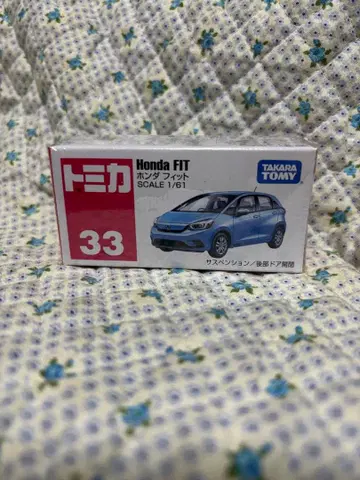 トミカ
33
Honda FIT
ホンダ フィット
SCALE 1/61
TAKARA
TOMY
サスペンション/後部ドア開閉